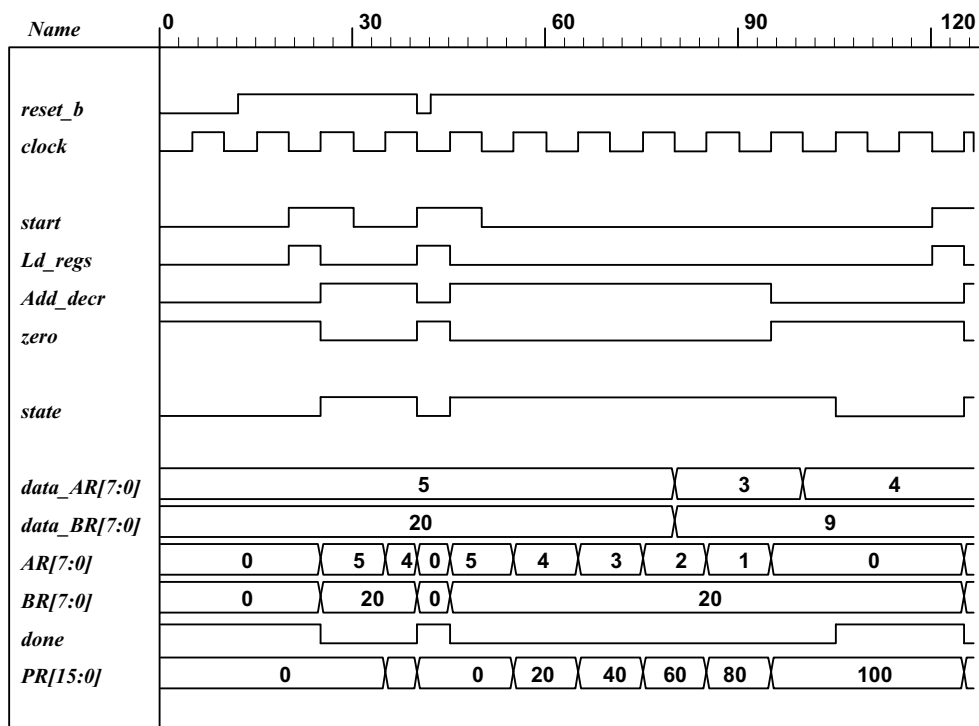 Name 0 30 60 90 120
reset_b
clock
start
Ld_regs
Add_decr
zero
state
data_AR[7:0] 5 3 4
data_BR[7:0] 20 9
AR[7:0] 0 5 4 0 5 4 3 2 1 0
BR[7:0] 0 20 0 20
done
PR[15:0] 0 0 20 40 60 80 100